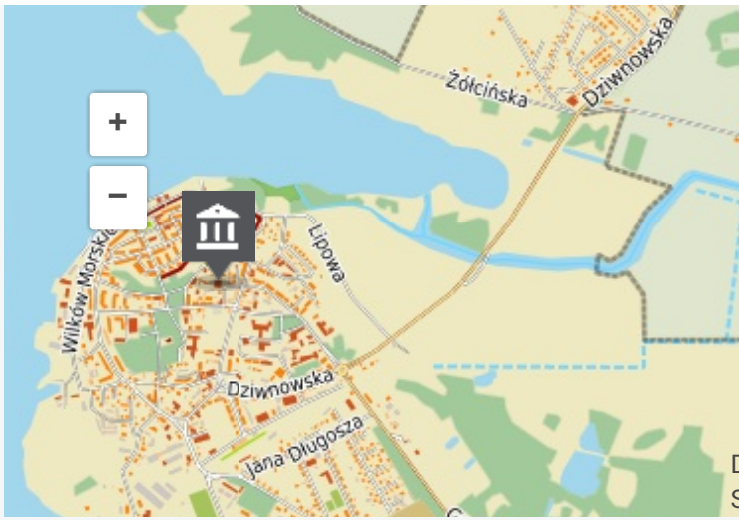 Dziwnowska
Żółcińska
+
−
Lipowa
Wilków Morskich
Dziwnowska
Jana Długosza